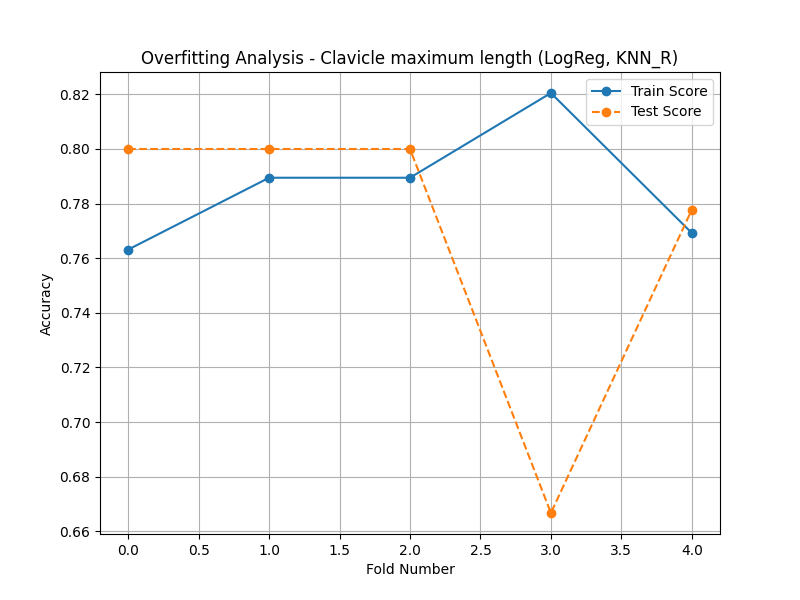 Overfitting Analysis - Clavicle maximum length (LogReg, KNN_R)
Train Score
Test Score
Accuracy
0.82
0.80
0.78
0.76
0.74
0.72
0.70
0.68
0.66
0.0 0.5 1.0 1.5 2.0 2.5 3.0 3.5 4.0
Fold Number